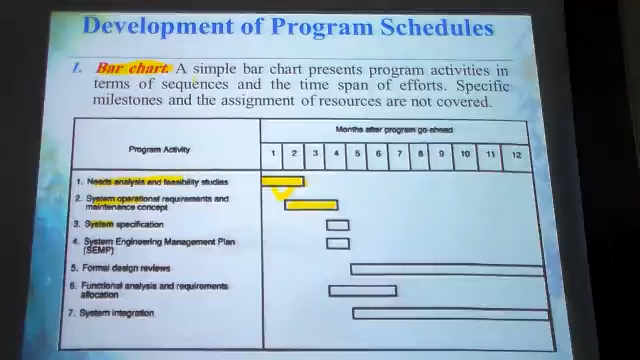 Development of Program Schedules
1. Bar chart. A simple bar chart presents program activities in
terms of sequences and the time span of efforts. Specific
milestones and the assignment of resources are not covered.
Program Activity
Months after program go-ahead
1 2 3 4 5 6 7 8 9 10 11 12
1. Needs analysis and feasibility studies
2. System operational requirements and
maintenance concept
3. System specification
4. System Engineering Management Plan
(SEMP)
5. Formal design reviews
6. Functional analysis and requirements
allocation
7. System integration